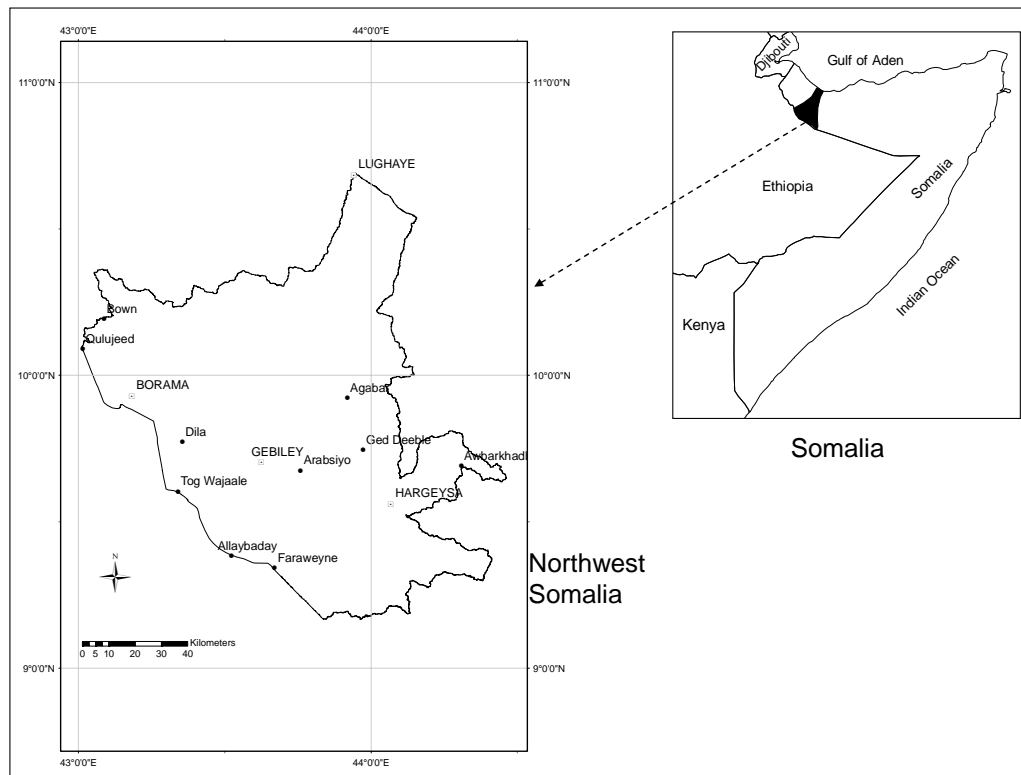 43°0'0"E
44°0'0"E
11°0'0"N
11°0'0"N
LUGHAYE
Bown
Qulujeed
10°0'0"N
10°0'0"N
BORAMA
Agabar
Dila
GEBILEY
Ged Deeble
Arabsiyo
Awbarkhadl
Tog Wajaale
HARGEYSA
Allaybaday
Faraweyne
N
Kilometers
0 5 10 20 30 40
9°0'0"N
9°0'0"N
43°0'0"E
44°0'0"E
Northwest
Somalia
Djibouti
Gulf of Aden
Ethiopia
Somalia
Indian Ocean
Kenya
Somalia